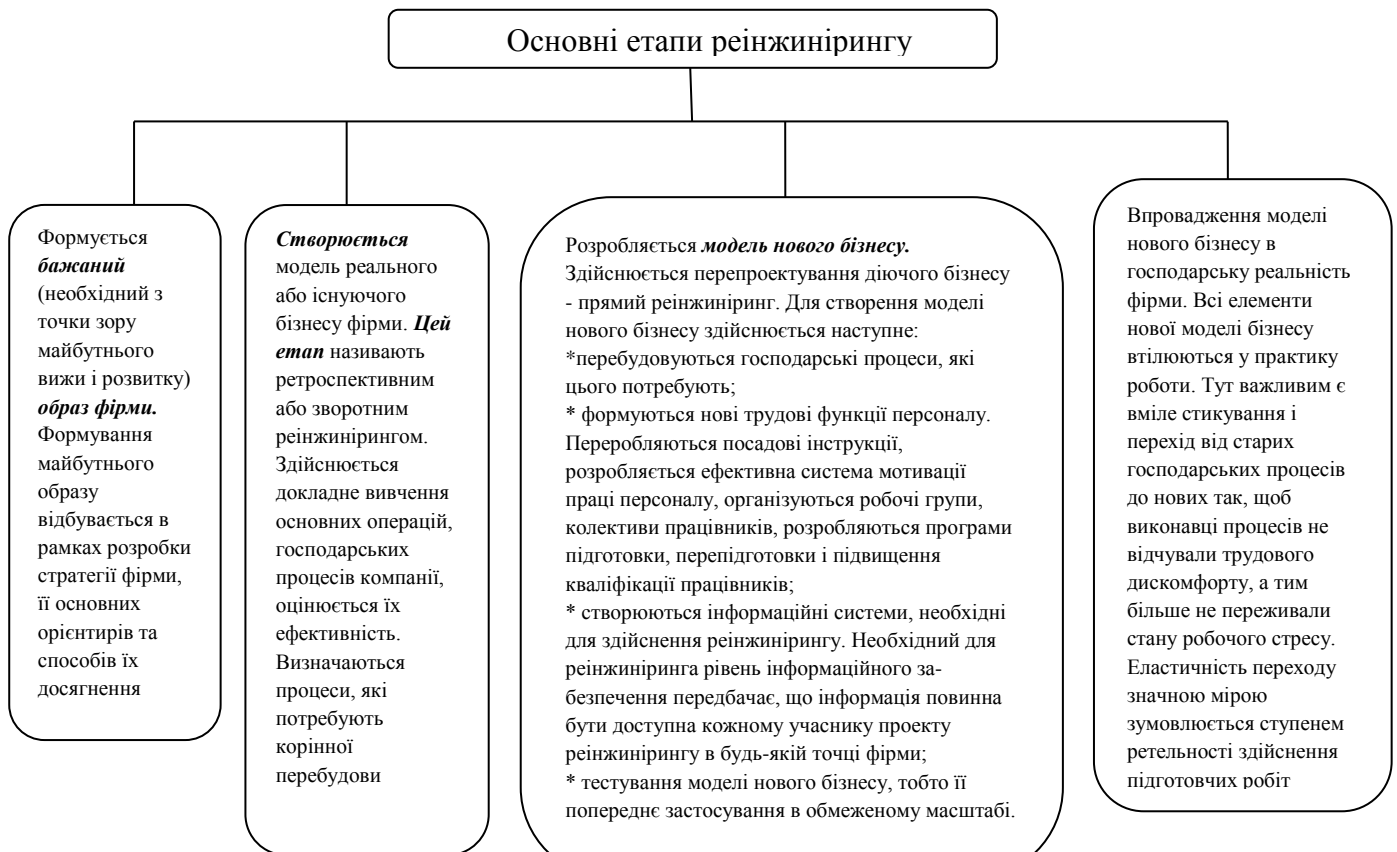 Основні етапи реінжинірингу
Формується
бажаний
(необхідний з
точки зору
майбутнього
вижи і розвитку)
образ фірми.
Формування
майбутнього
образу
відбувається в
рамках розробки
стратегії фірми,
її основних
орієнтирів та
способів їх
досягнення
Створюється
модель реального
або існуючого
бізнесу фірми. Цей
етап називають
ретроспективним
або зворотним
реінжинірингом.
Здійснюється
докладне вивчення
основних операцій,
господарських
процесів компанії,
оцінюється їх
ефективність.
Визначаються
процеси, які
потребують
корінної
перебудови
Розробляється модель нового бізнесу.
Здійснюється перепроектування діючого бізнесу
- прямий реінжиніринг. Для створення моделі
нового бізнесу здійснюється наступне:
*перебудовуються господарські процеси, які
цього потребують;
* формуються нові трудові функції персоналу.
Переробляються посадові інструкції,
розробляється ефективна система мотивації
праці персоналу, організуються робочі групи,
колективи працівників, розробляються програми
підготовки, перепідготовки і підвищення
кваліфікації працівників;
* створюються інформаційні системи, необхідні
для здійснення реінжинірингу. Необхідний для
реінжиніринга рівень інформаційного за-
безпечення передбачає, що інформація повинна
бути доступна кожному учаснику проекту
реінжинірингу в будь-якій точці фірми;
* тестування моделі нового бізнесу, тобто її
попереднє застосування в обмеженому масштабі.
Впровадження моделі
нового бізнесу в
господарську реальність
фірми. Всі елементи
нової моделі бізнесу
втілюються у практику
роботи. Тут важливим є
вміле стикування і
перехід від старих
господарських процесів
до нових так, щоб
виконавці процесів не
відчували трудового
дискомфорту, а тим
більше не переживали
стану робочого стресу.
Еластичність переходу
значною мірою
зумовлюється ступенем
ретельності здійснення
підготовчих робіт